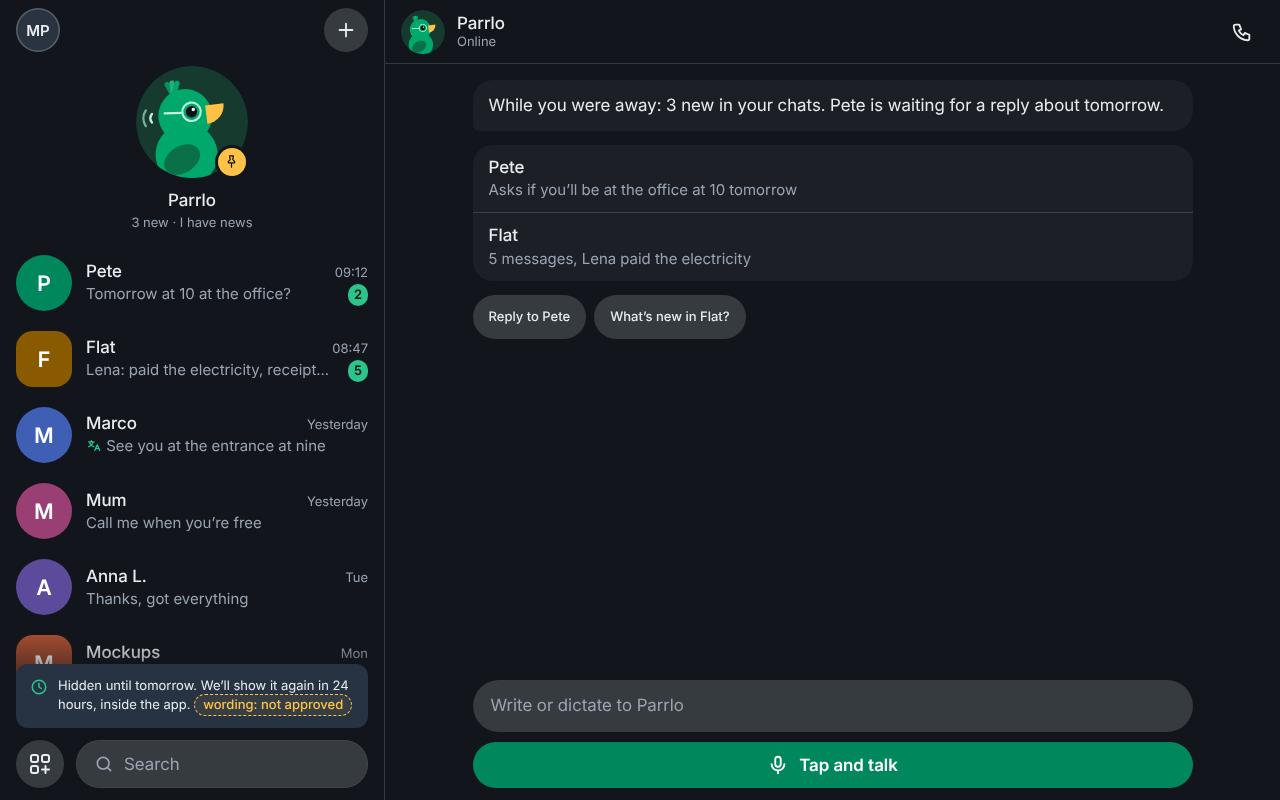 MP
Parrlo
3 new · I have news
P
Pete
09:12
Tomorrow at 10 at the office?
2
F
Flat
08:47
Lena: paid the electricity, receipt…
5
M
Marco
Yesterday
See you at the entrance at nine
M
Mum
Yesterday
Call me when you’re free
A
Anna L.
Tue
Thanks, got everything
M
Mockups
Mon
Hidden until tomorrow. We’ll show it again in 24
hours, inside the app. wording: not approved
Search
Parrlo
Online
While you were away: 3 new in your chats. Pete is waiting for a reply about tomorrow.
Pete
Asks if you’ll be at the office at 10 tomorrow
Flat
5 messages, Lena paid the electricity
Reply to Pete
What’s new in Flat?
Write or dictate to Parrlo
Tap and talk